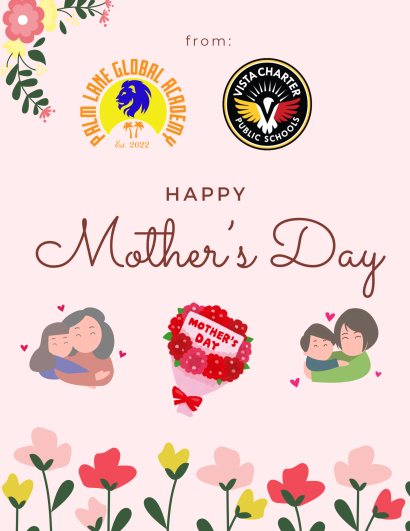 from:
PALM LANE GLOBAL ACADEMY
Est. 2022
VISTA CHARTER
PUBLIC SCHOOLS
HAPPY
Mother's Day
MOTHER'S
DAY